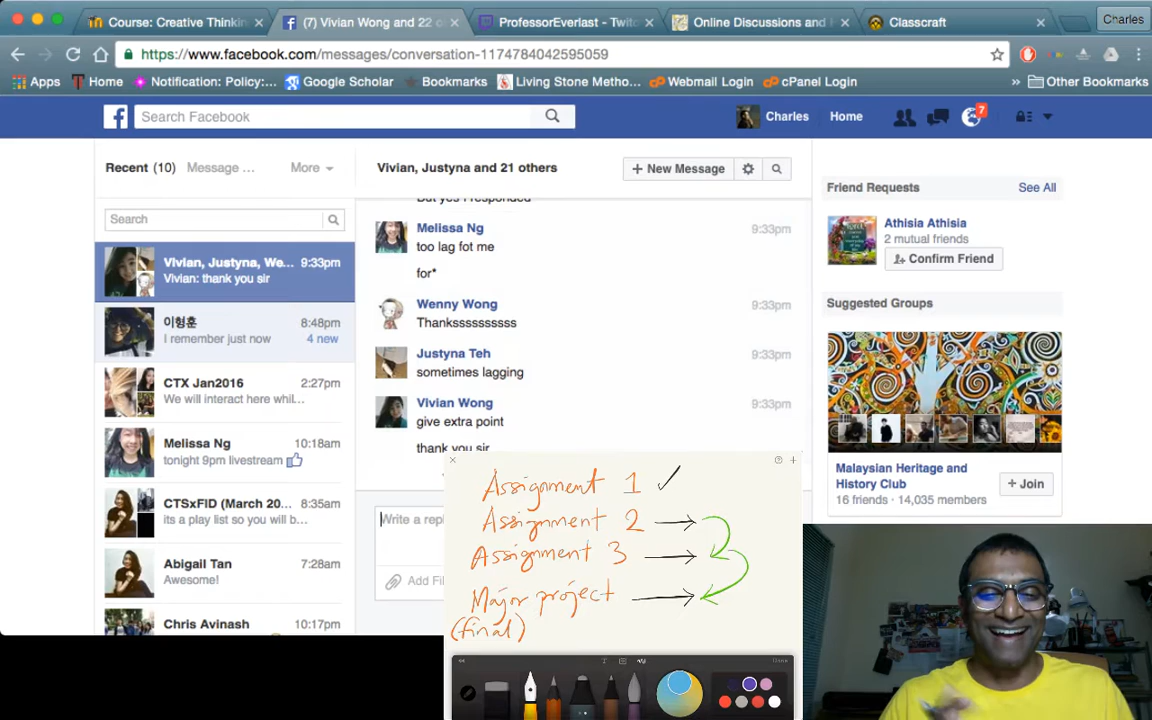 Course: Creative Thinkin
(7) Vivian Wong and 22 o
ProfessorEverlast - Twitc
Online Discussions and
Classcraft
Charles
https://www.facebook.com/messages/conversation-1174784042595059
Apps
Home
Notification: Policy:...
Google Scholar
Bookmarks
Living Stone Metho...
Webmail Login
cPanel Login
»
Other Bookmarks
Search Facebook
Charles
Home
7
Recent (10)
Message ...
More
Vivian, Justyna and 21 others
+ New Message
Search
Vivian, Justyna, We...
9:33pm
Vivian: thank you sir
이형훈
8:48pm
I remember just now
4 new
CTX Jan2016
2:27pm
We will interact here whil...
Melissa Ng
10:18am
tonight 9pm livestream
CTSxFID (March 20...
8:35am
its a play list so you will b...
Abigail Tan
Awesome!
Chris Avinash
10:17pm
But yes I responded
Melissa Ng
9:33pm
too lag fot me
for*
Wenny Wong
9:33pm
Thanksssssssssss
Justyna Teh
9:33pm
sometimes lagging
Vivian Wong
9:33pm
give extra point
thank you sir
Write a repl
Add Fil
Friend Requests
See All
Athisia Athisia
2 mutual friends
Confirm Friend
Suggested Groups
Malaysian Heritage and
History Club
16 friends · 14,035 members
+ Join
Assignment 1 ✓
Assignment 2 →
Assignment 3 →
Major project →
(final)